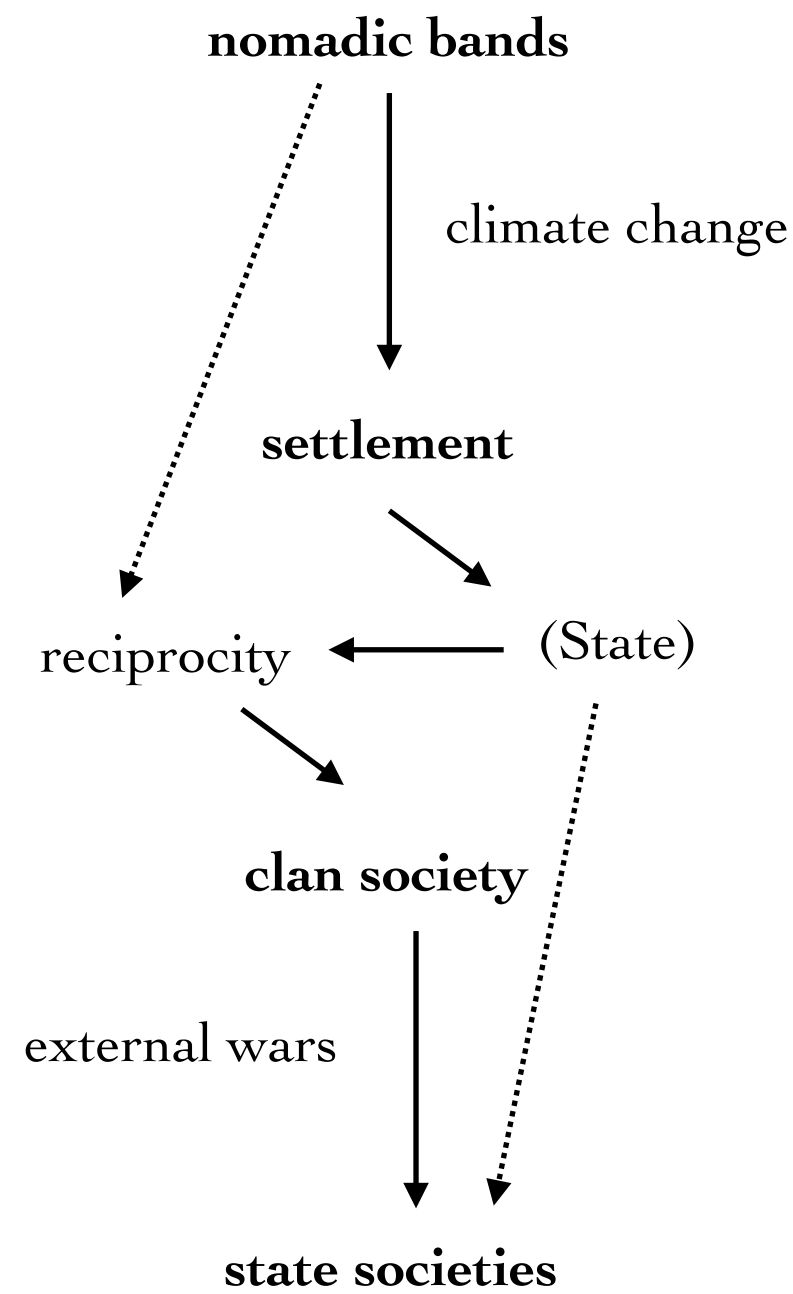 nomadic bands
climate change
settlement
reciprocity
(State)
clan society
external wars
state societies